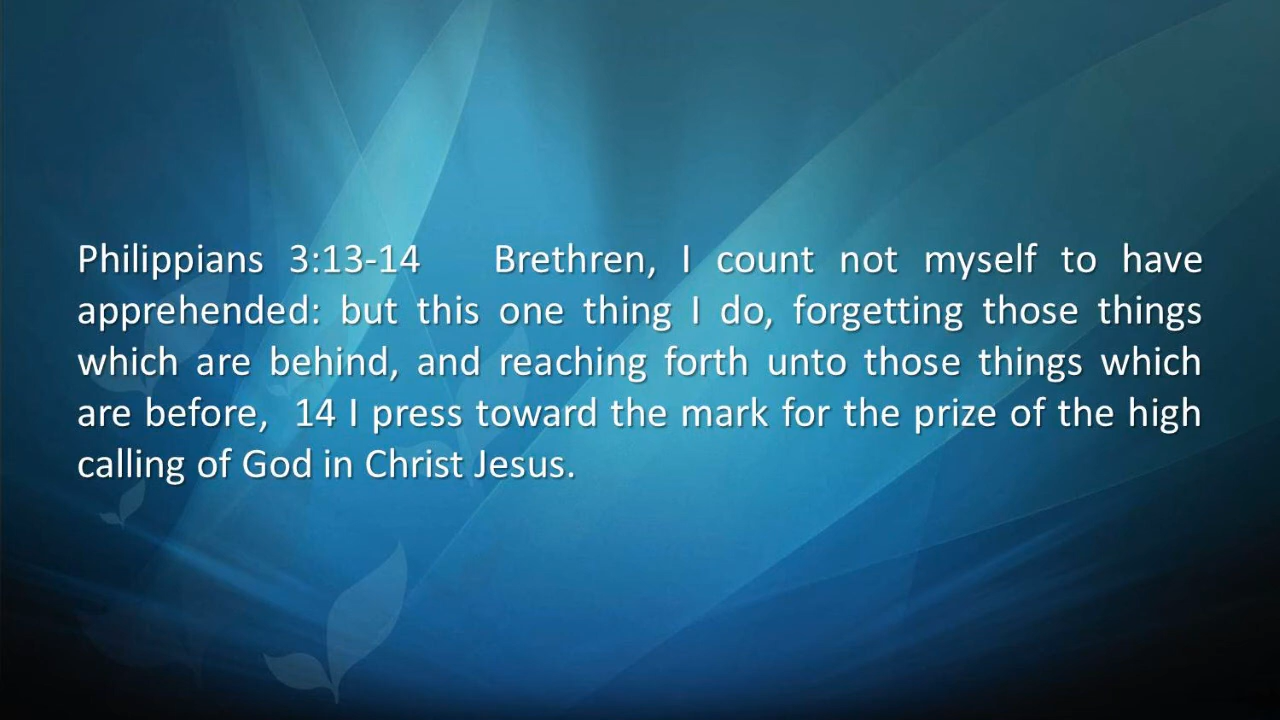 Philippians 3:13-14 Brethren, I count not myself to have
apprehended: but this one thing I do, forgetting those things
which are behind, and reaching forth unto those things which
are before, 14 I press toward the mark for the prize of the high
calling of God in Christ Jesus.